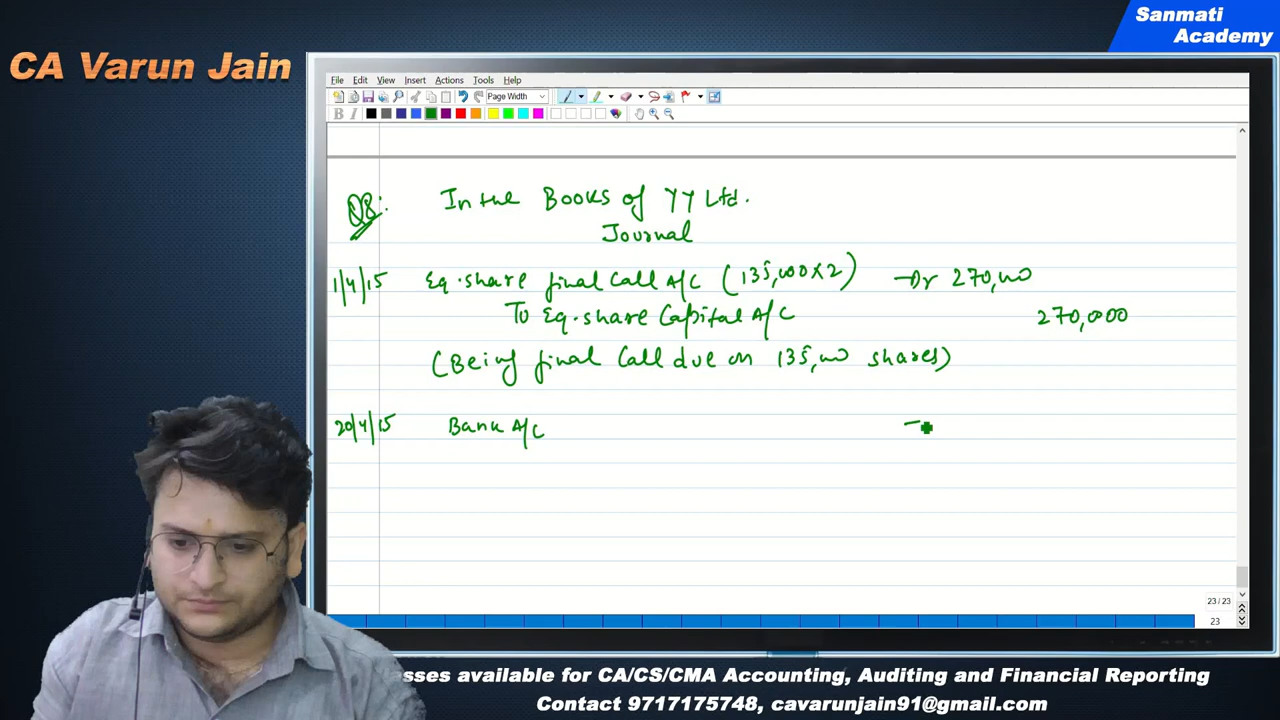 Sanmati
Academy
CA Varun Jain
File Edit View Insert Actions Tools Help
Page Width
B I
Q8: In the Books of YY Ltd.
Journal
1/4/15 Eq. share final Call A/C (135,000 x 2) Dr 270,000
To Eq. share Capital A/C 270,000
(Being final Call due on 135,000 shares)
20/4/15 Bank A/C
23 / 23
23
sses available for CA/CS/CMA Accounting, Auditing and Financial Reporting
Contact 9717175748, cavarunjain91@gmail.com